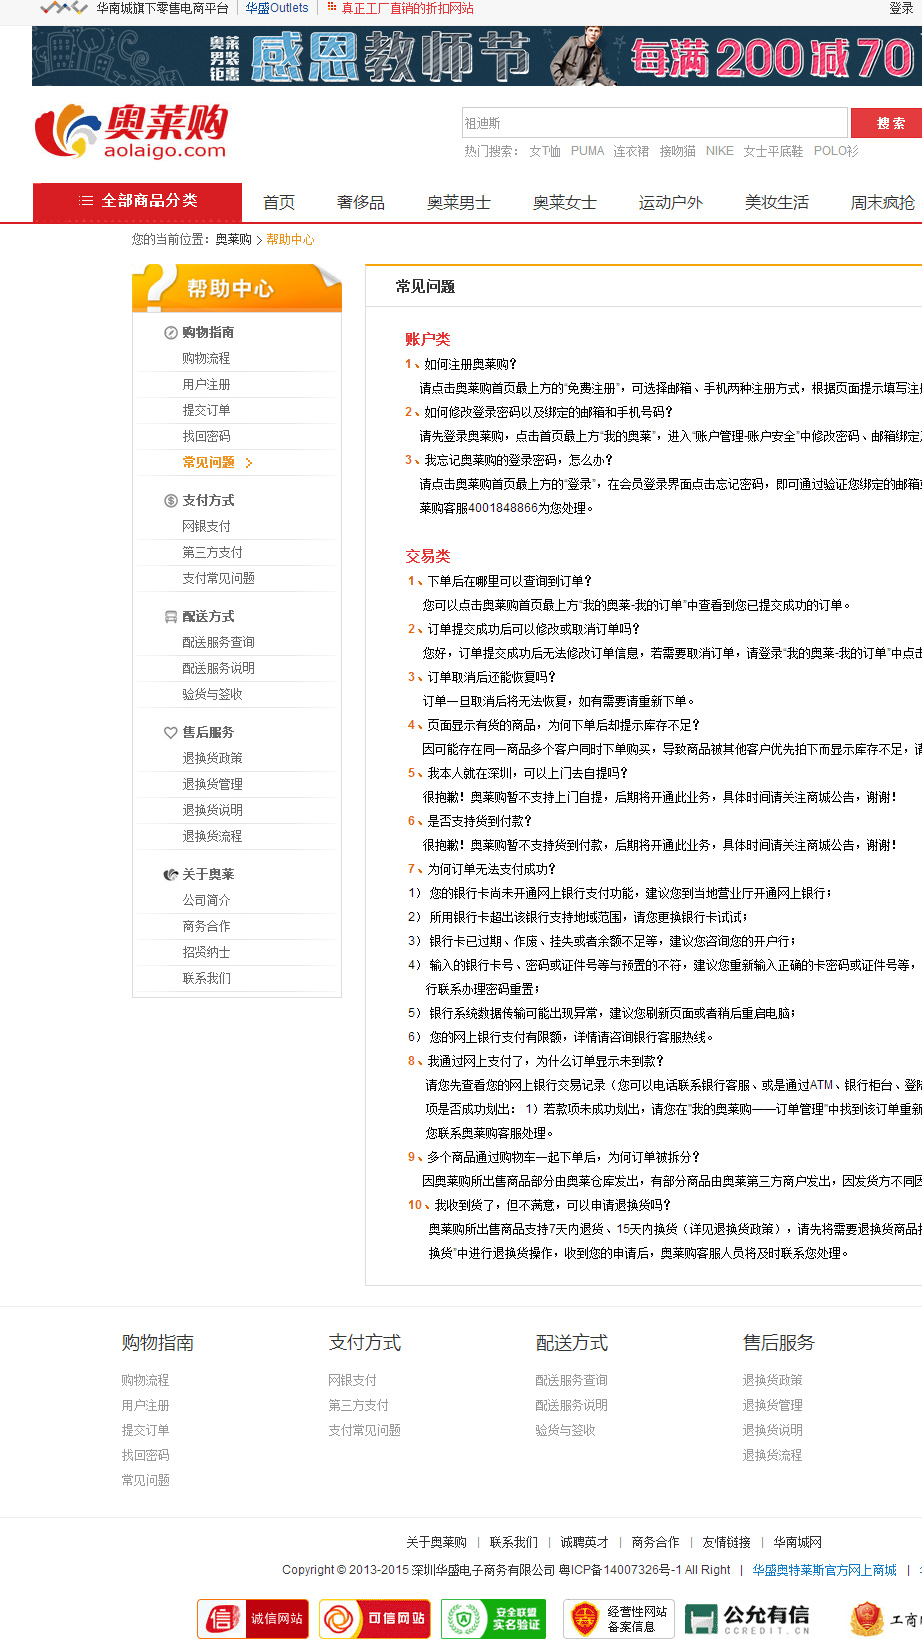 华南城旗下零售电商平台 华盛Outlets 真正工厂直销的折扣网站 登录
奥莱男装钜惠 感恩教师节 每满200减70
奥莱购
aolaigo.com
祖迪斯 搜 索
热门搜索: 女T恤 PUMA 连衣裙 接吻猫 NIKE 女士平底鞋 POLO衫
全部商品分类 首页 奢侈品 奥莱男士 奥莱女士 运动户外 美妆生活 周末疯抢
您的当前位置: 奥莱购 > 帮助中心
帮助中心
购物指南
购物流程
用户注册
提交订单
找回密码
常见问题
支付方式
网银支付
第三方支付
支付常见问题
配送方式
配送服务查询
配送服务说明
验货与签收
售后服务
退换货政策
退换货管理
退换货说明
退换货流程
关于奥莱
公司简介
商务合作
招贤纳士
联系我们
常见问题
账户类
1、如何注册奥莱购?
请点击奥莱购首页最上方的“免费注册”，可选择邮箱、手机两种注册方式，根据页面提示填写注
2、如何修改登录密码以及绑定的邮箱和手机号码?
请先登录奥莱购，点击首页最上方“我的奥莱”，进入“账户管理-账户安全”中修改密码、邮箱绑定
3、我忘记奥莱购的登录密码，怎么办?
请点击奥莱购首页最上方的“登录”，在会员登录界面点击忘记密码，即可通过验证您绑定的邮箱
莱购客服4001848866为您处理。
交易类
1、下单后在哪里可以查询到订单?
您可以点击奥莱购首页最上方“我的奥莱-我的订单”中查看到您已提交成功的订单。
2、订单提交成功后可以修改或取消订单吗?
您好，订单提交成功后无法修改订单信息，若需要取消订单，请登录“我的奥莱-我的订单”中点击
3、订单取消后还能恢复吗?
订单一旦取消后将无法恢复，如有需要请重新下单。
4、页面显示有货的商品，为何下单后却提示库存不足?
因可能存在同一商品多个客户同时下单购买，导致商品被其他客户优先拍下而显示库存不足，请
5、我本人就在深圳，可以上门去自提吗?
很抱歉！奥莱购暂不支持上门自提，后期将开通此业务，具体时间请关注商城公告，谢谢！
6、是否支持货到付款?
很抱歉！奥莱购暂不支持货到付款，后期将开通此业务，具体时间请关注商城公告，谢谢！
7、为何订单无法支付成功?
1） 您的银行卡尚未开通网上银行支付功能，建议您到当地营业厅开通网上银行；
2） 所用银行卡超出该银行支持地域范围，请您更换银行卡试试；
3） 银行卡已过期、作废、挂失或者余额不足等，建议您咨询您的开户行；
4） 输入的银行卡号、密码或证件号等与预置的不符，建议您重新输入正确的卡密码或证件号等，
行联系办理密码重置；
5） 银行系统数据传输可能出现异常，建议您刷新页面或者稍后重启电脑；
6） 您的网上银行支付有限额，详情请咨询银行客服热线。
8、我通过网上支付了，为什么订单显示未到款?
请您先查看您的网上银行交易记录（您可以电话联系银行客服、或是通过ATM、银行柜台、登陆
项是否成功划出： 1）若款项未成功划出，请您在"我的奥莱购——订单管理"中找到该订单重新
您联系奥莱购客服处理。
9、多个商品通过购物车一起下单后，为何订单被拆分?
因奥莱购所出售商品部分由奥莱仓库发出，有部分商品由奥莱第三方商户发出，因发货方不同因
10、我收到货了，但不满意，可以申请退换货吗?
奥莱购所出售商品支持7天内退货、15天内换货（详见退换货政策），请先将需要退换货商品
换货”中进行退换货操作，收到您的申请后，奥莱购客服人员将及时联系您处理。
购物指南 支付方式 配送方式 售后服务
购物流程 网银支付 配送服务查询 退换货政策
用户注册 第三方支付 配送服务说明 退换货管理
提交订单 支付常见问题 验货与签收 退换货说明
找回密码 退换货流程
常见问题
关于奥莱购 | 联系我们 | 诚聘英才 | 商务合作 | 友情链接 | 华南城网
Copyright © 2013-2015 深圳华盛电子商务有限公司 粤ICP备14007326号-1 All Right | 华盛奥特莱斯官方网上商城 |
信 诚信网站 可信网站 安全联盟 实名验证 经营性网站 备案信息 公允有信 CCREDIT.CN 工商